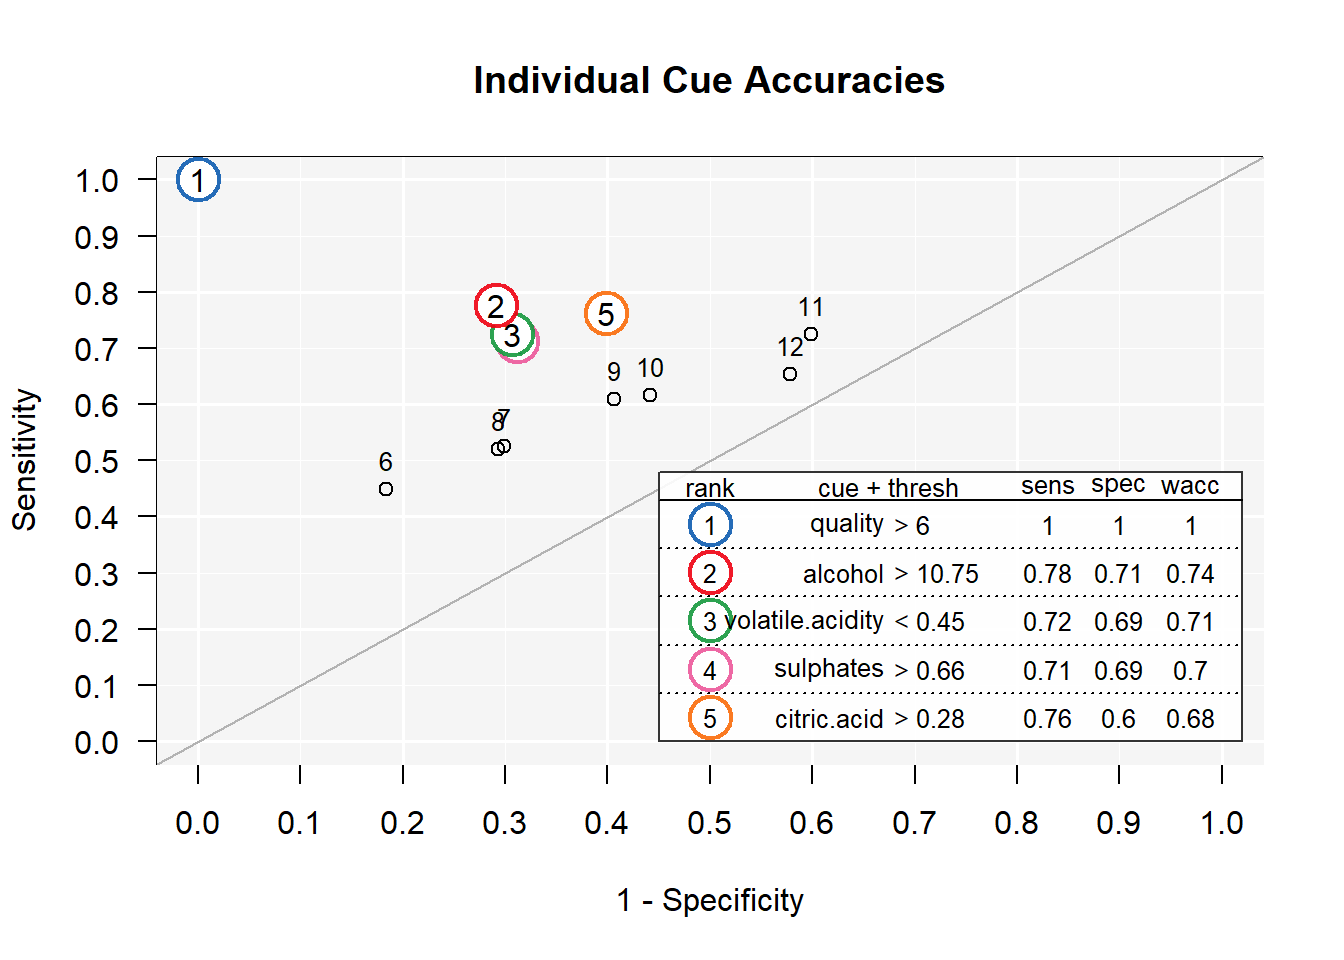 Individual Cue Accuracies
1.0
0.9
0.8
0.7
0.6
0.5
0.4
0.3
0.2
0.1
0.0
Sensitivity
1
2
3
5
11
12
10
9
8
7
6
rank cue + thresh sens spec wacc
1 quality > 6 1 1 1
2 alcohol > 10.75 0.78 0.71 0.74
3 volatile.acidity < 0.45 0.72 0.69 0.71
4 sulphates > 0.66 0.71 0.69 0.7
5 citric.acid > 0.28 0.76 0.6 0.68
0.0 0.1 0.2 0.3 0.4 0.5 0.6 0.7 0.8 0.9 1.0
1 - Specificity